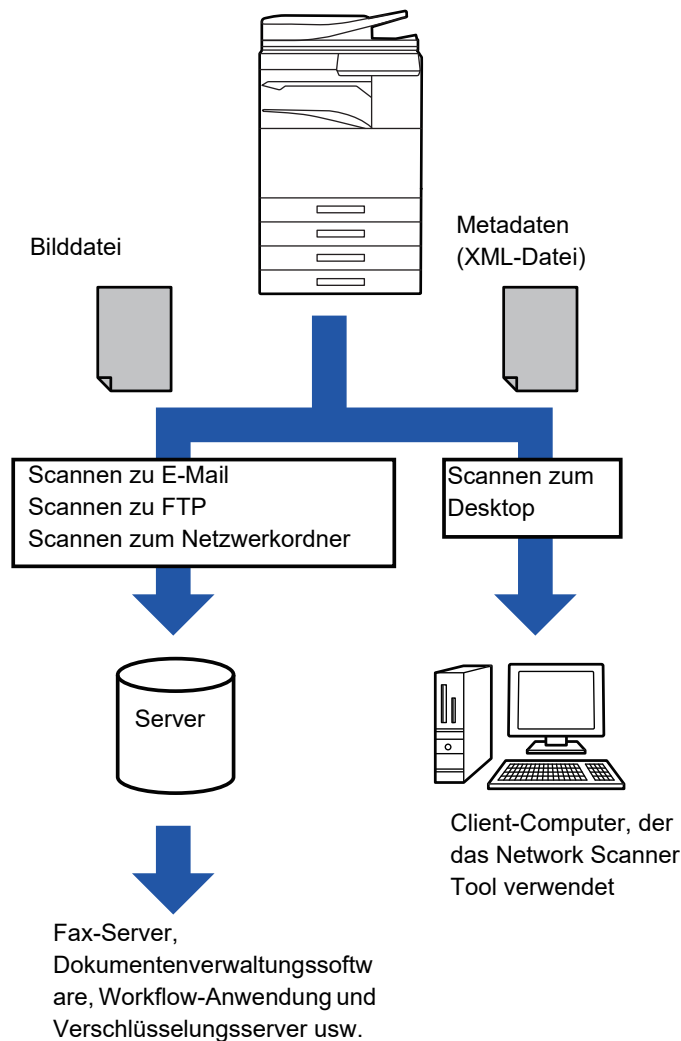 Bilddatei
Metadaten
(XML-Datei)
Scannen zu E-Mail
Scannen zu FTP
Scannen zum Netzwerkordner
Scannen zum
Desktop
Server
Client-Computer, der
das Network Scanner
Tool verwendet
Fax-Server,
Dokumentenverwaltungssoftw
are, Workflow-Anwendung und
Verschlüsselungsserver usw.